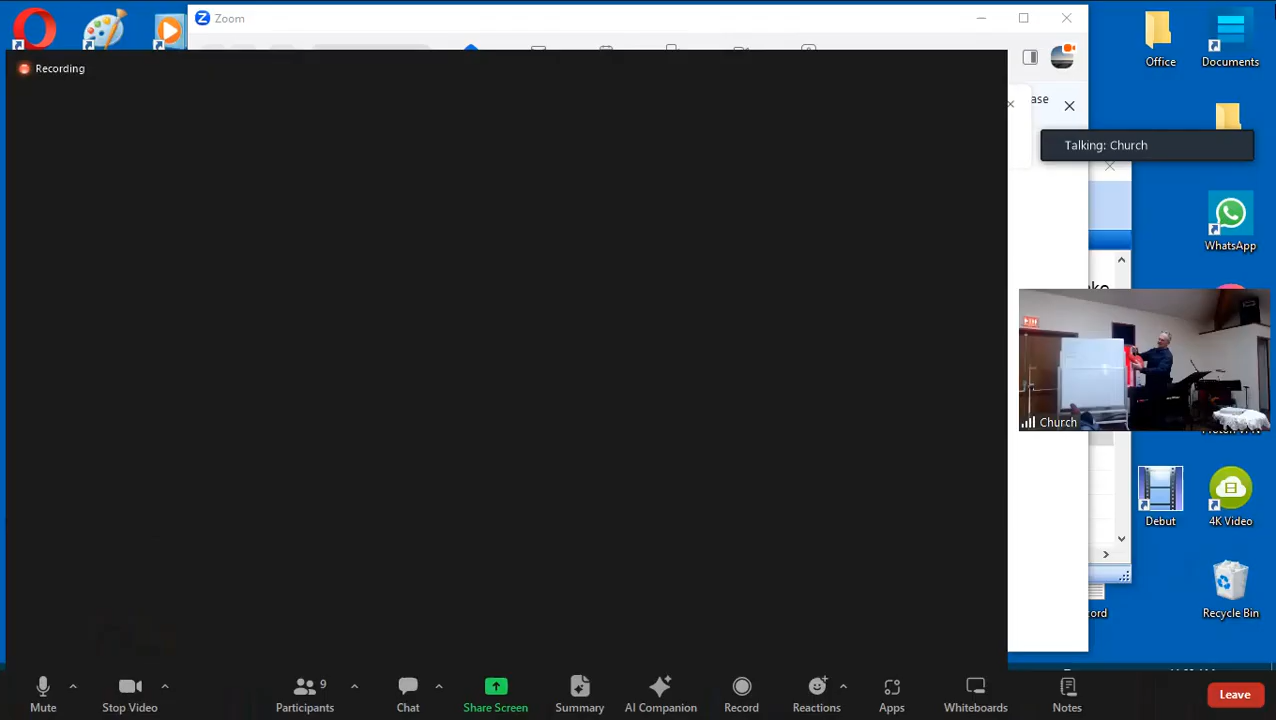 Zoom
Recording
ase
Office
Documents
Talking: Church
WhatsApp
Church
Debut
4K Video
ord
Recycle Bin
9
Mute
Stop Video
Participants
Chat
Share Screen
Summary
AI Companion
Record
Reactions
Apps
Whiteboards
Notes
Leave